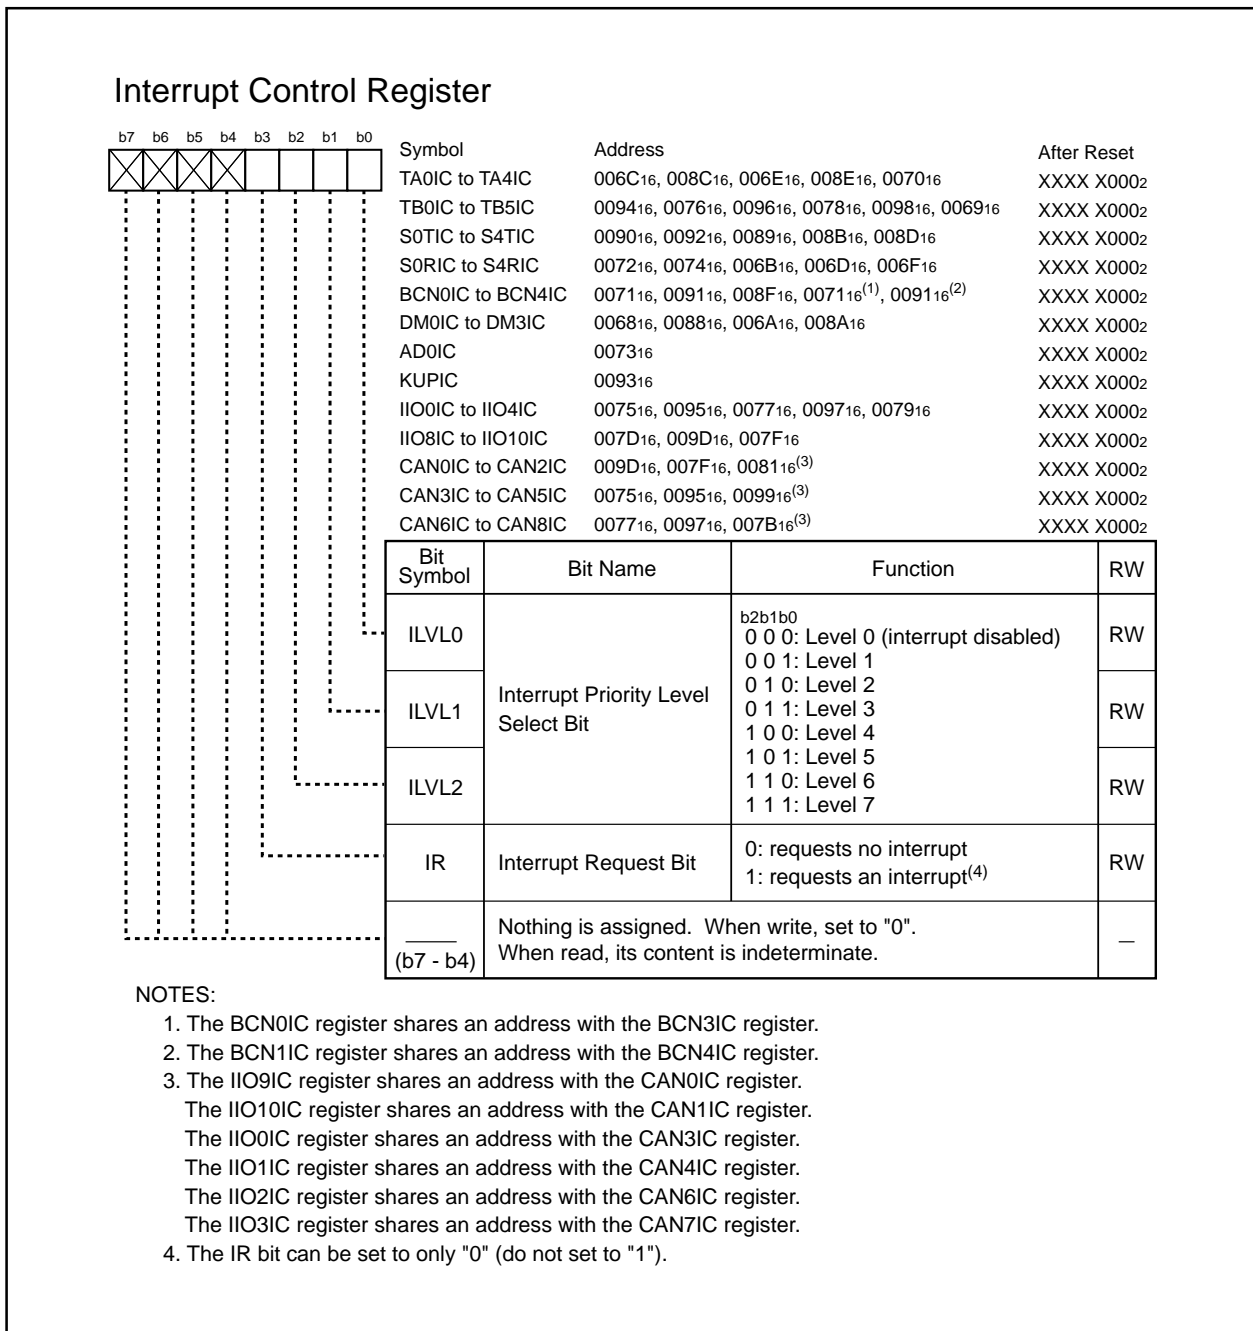 Interrupt Control Register
b7 b6 b5 b4 b3 b2 b1 b0
Symbol Address After Reset
TA0IC to TA4IC 006C16, 008C16, 006E16, 008E16, 007016 XXXX X0002
TB0IC to TB5IC 009416, 007616, 009616, 007816, 009816, 006916 XXXX X0002
S0TIC to S4TIC 009016, 009216, 008916, 008B16, 008D16 XXXX X0002
S0RIC to S4RIC 007216, 007416, 006B16, 006D16, 006F16 XXXX X0002
BCN0IC to BCN4IC 007116, 009116, 008F16, 007116(1), 009116(2) XXXX X0002
DM0IC to DM3IC 006816, 008816, 006A16, 008A16 XXXX X0002
AD0IC 007316 XXXX X0002
KUPIC 009316 XXXX X0002
IIO0IC to IIO4IC 007516, 009516, 007716, 009716, 007916 XXXX X0002
IIO8IC to IIO10IC 007D16, 009D16, 007F16 XXXX X0002
CAN0IC to CAN2IC 009D16, 007F16, 008116(3) XXXX X0002
CAN3IC to CAN5IC 007516, 009516, 009916(3) XXXX X0002
CAN6IC to CAN8IC 007716, 009716, 007B16(3) XXXX X0002
Bit Symbol Bit Name Function RW
ILVL0 RW
ILVL1 RW
ILVL2 RW
Interrupt Priority Level
Select Bit
b2b1b0
0 0 0: Level 0 (interrupt disabled)
0 0 1: Level 1
0 1 0: Level 2
0 1 1: Level 3
1 0 0: Level 4
1 0 1: Level 5
1 1 0: Level 6
1 1 1: Level 7
IR Interrupt Request Bit
0: requests no interrupt
1: requests an interrupt(4)
RW
(b7 - b4)
Nothing is assigned. When write, set to "0".
When read, its content is indeterminate.
—
NOTES:
1. The BCN0IC register shares an address with the BCN3IC register.
2. The BCN1IC register shares an address with the BCN4IC register.
3. The IIO9IC register shares an address with the CAN0IC register.
The IIO10IC register shares an address with the CAN1IC register.
The IIO0IC register shares an address with the CAN3IC register.
The IIO1IC register shares an address with the CAN4IC register.
The IIO2IC register shares an address with the CAN6IC register.
The IIO3IC register shares an address with the CAN7IC register.
4. The IR bit can be set to only "0" (do not set to "1").